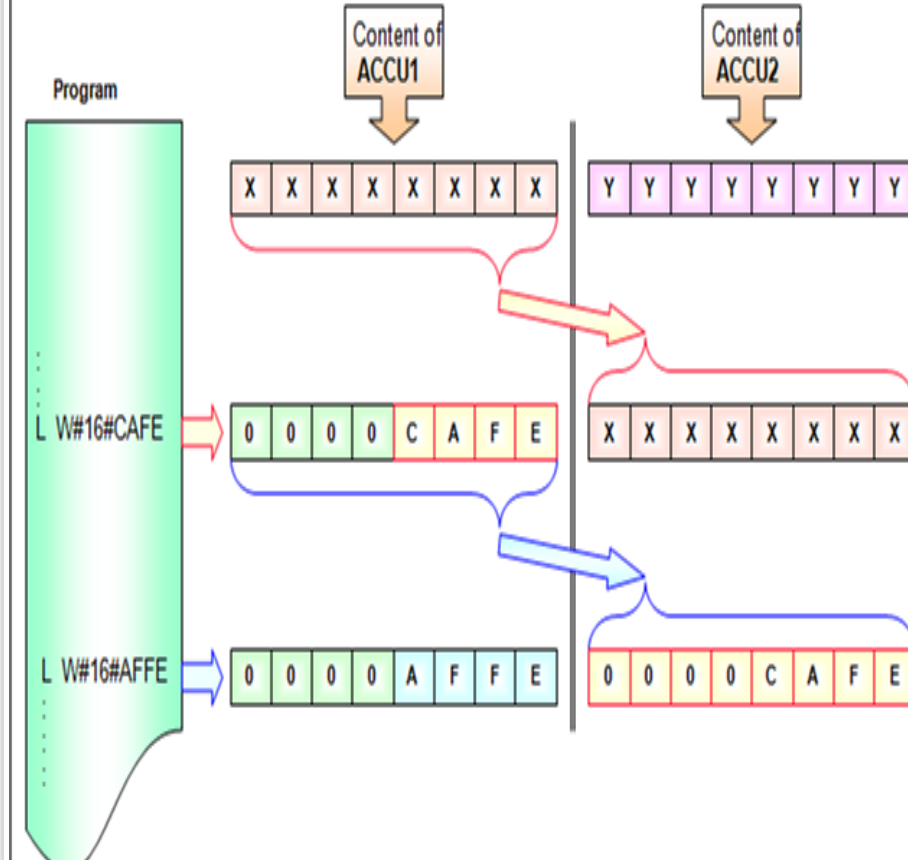 Content of
ACCU1
Content of
ACCU2
Program
X X X X X X X X
Y Y Y Y Y Y Y Y
L W#16#CAFE
0 0 0 0 C A F E
X X X X X X X X
L W#16#AFFE
0 0 0 0 A F F E
0 0 0 0 C A F E